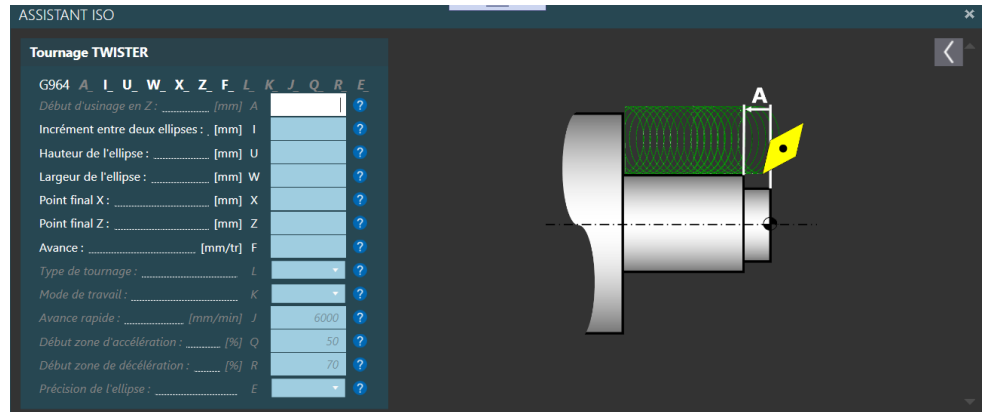 ASSISTANT ISO
Tournage TWISTER
G964 A_ I_ U_ W_ X_ Z_ F_ L_ K_ J_ Q_ R_ E_
Début d'usinage en Z : [mm] A
Incrément entre deux ellipses : [mm] I
Hauteur de l'ellipse : [mm] U
Largeur de l'ellipse : [mm] W
Point final X : [mm] X
Point final Z : [mm] Z
Avance : [mm/tr] F
Type de tournage : L
Mode de travail : K
Avance rapide : [mm/min] J 6000
Début zone d'accélération : [%] Q 50
Début zone de décélération : [%] R 70
Précision de l'ellipse : E
A